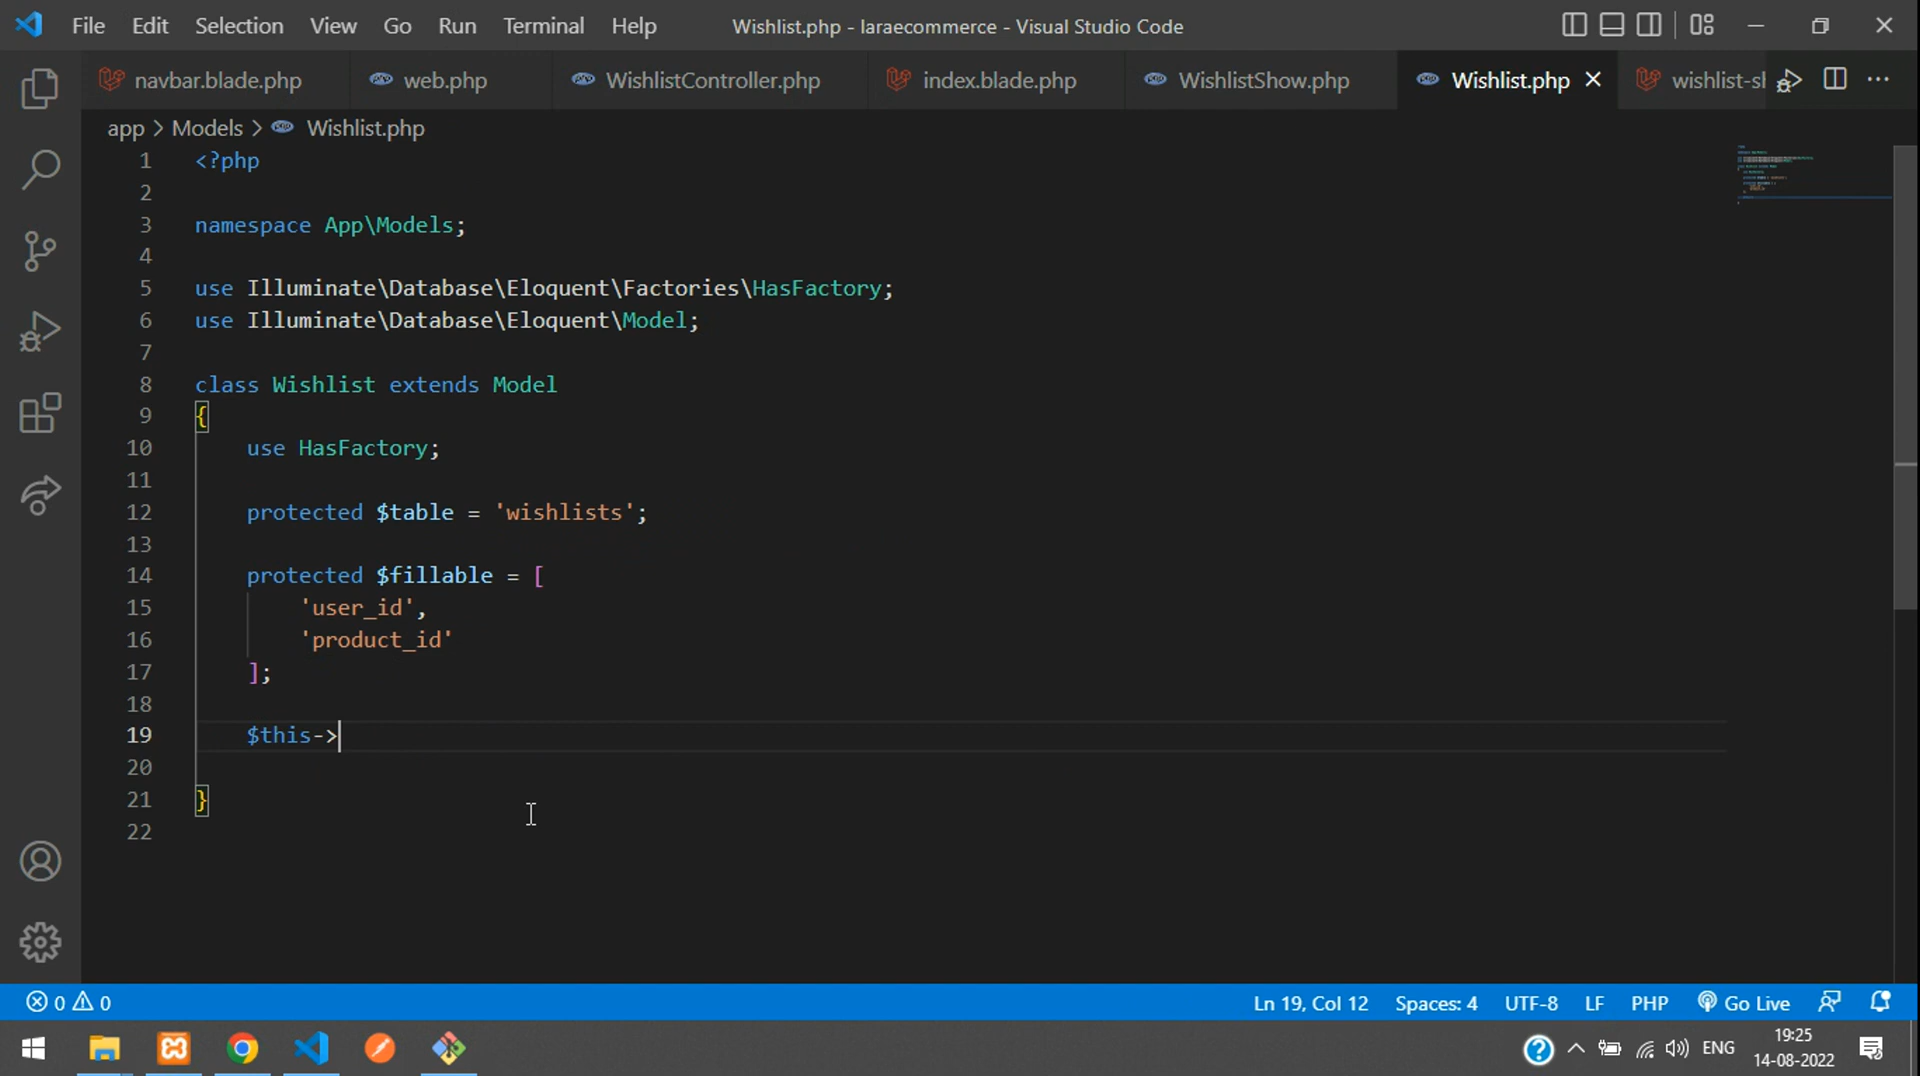 File Edit Selection View Go Run Terminal Help Wishlist.php - laraecommerce - Visual Studio Code
navbar.blade.php web.php WishlistController.php index.blade.php WishlistShow.php Wishlist.php wishlist-sl
app > Models > Wishlist.php
1 <?php
2
3 namespace App\Models;
4
5 use Illuminate\Database\Eloquent\Factories\HasFactory;
6 use Illuminate\Database\Eloquent\Model;
7
8 class Wishlist extends Model
9 {
10 use HasFactory;
11
12 protected $table = 'wishlists';
13
14 protected $fillable = [
15 'user_id',
16 'product_id'
17 ];
18
19 $this->
20
21 }
22
0 0 Ln 19, Col 12 Spaces: 4 UTF-8 LF PHP Go Live
ENG 19:25
14-08-2022